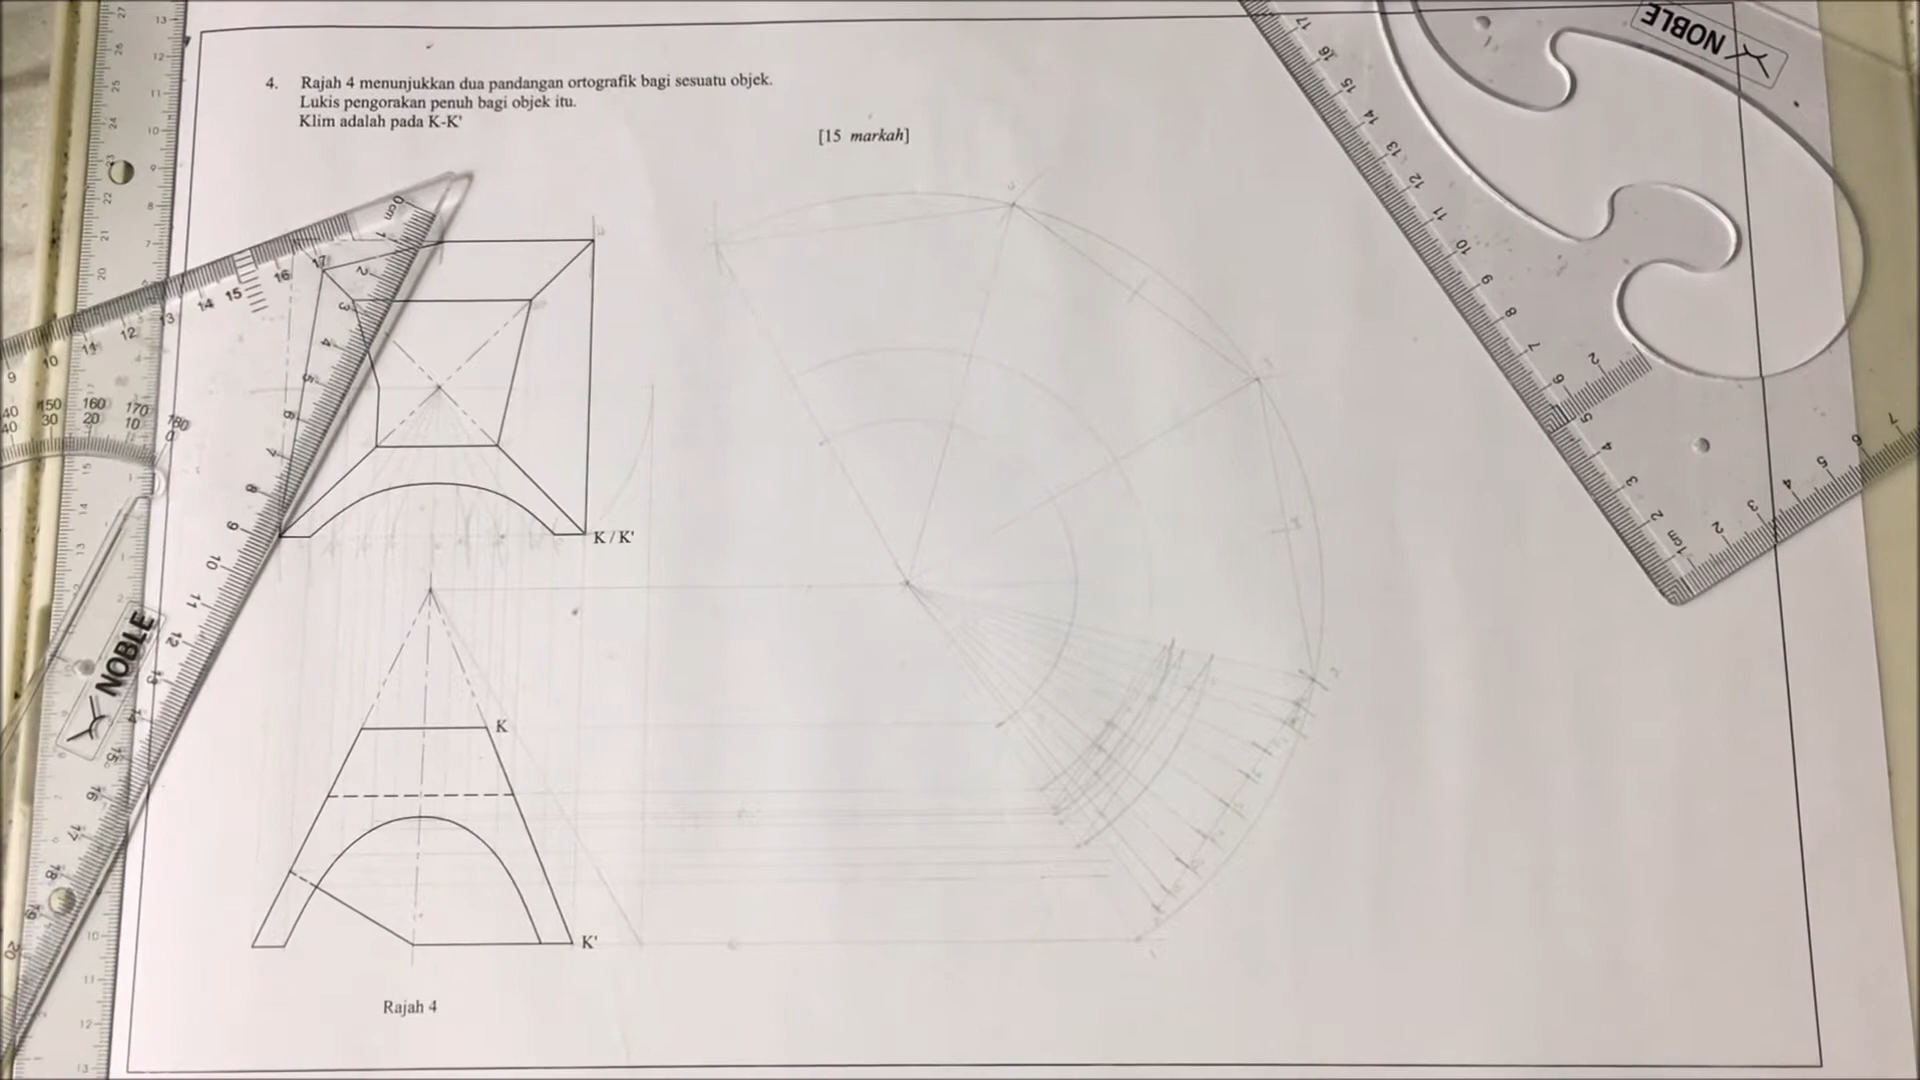 4. Rajah 4 menunjukkan dua pandangan ortografik bagi sesuatu objek.
Lukis pengorakan penuh bagi objek itu.
Klim adalah pada K-K'
[15 markah]
K / K'
K
K'
Rajah 4
NOBLE
NOBLE